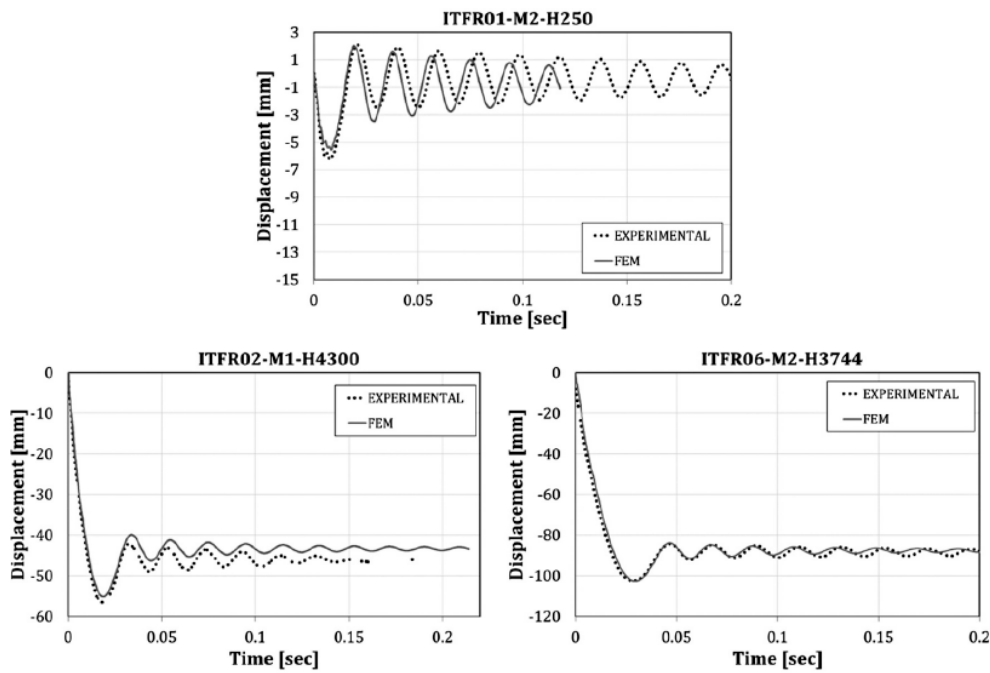 ITFR01-M2-H250
3
1
-1
-3
-5
-7
-9
-11
-13
-15
Displacement [mm]
EXPERIMENTAL
FEM
0 0.05 0.1 0.15 0.2
Time [sec]
ITFR02-M1-H4300
0
-10
-20
-30
-40
-50
-60
Displacement [mm]
EXPERIMENTAL
FEM
0 0.05 0.1 0.15 0.2
Time [sec]
ITFR06-M2-H3744
0
-20
-40
-60
-80
-100
-120
Displacement [mm]
EXPERIMENTAL
FEM
0 0.05 0.1 0.15 0.2
Time [sec]